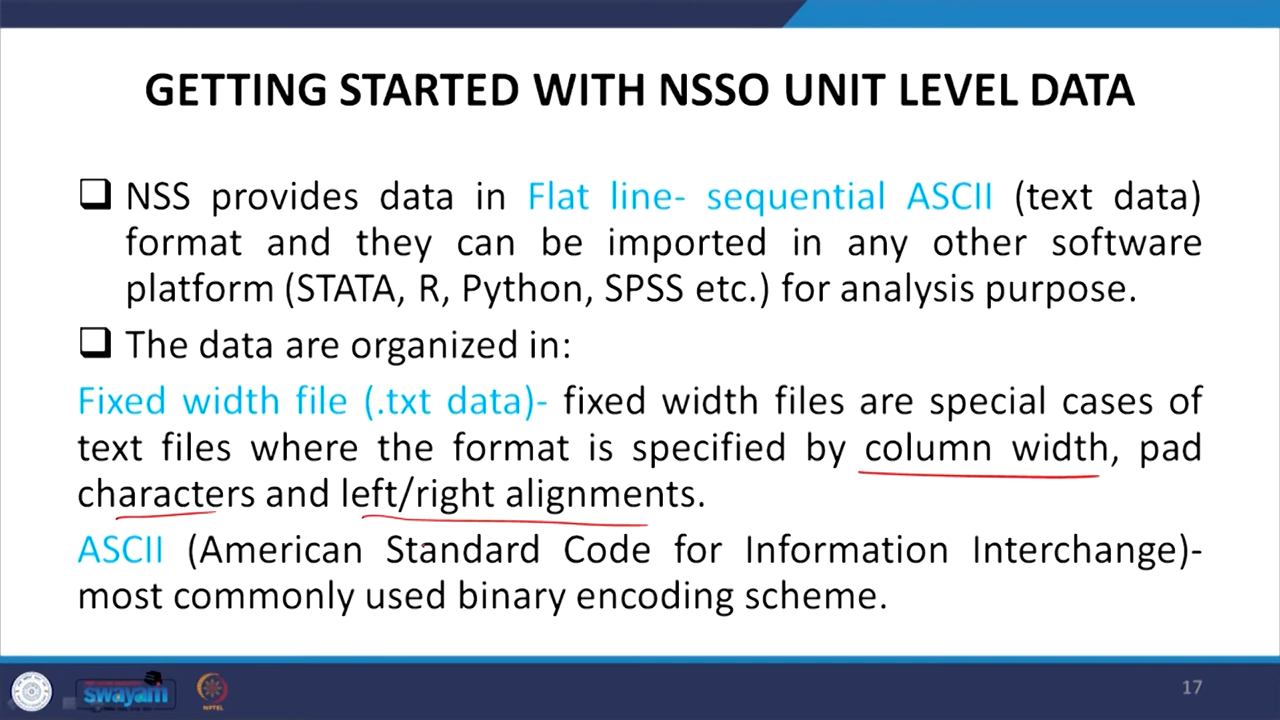 GETTING STARTED WITH NSSO UNIT LEVEL DATA
❑ NSS provides data in Flat line- sequential ASCII (text data)
format and they can be imported in any other software
platform (STATA, R, Python, SPSS etc.) for analysis purpose.
❑ The data are organized in:
Fixed width file (.txt data)- fixed width files are special cases of
text files where the format is specified by column width, pad
characters and left/right alignments.
ASCII (American Standard Code for Information Interchange)-
most commonly used binary encoding scheme.
swayam
NPTEL
17